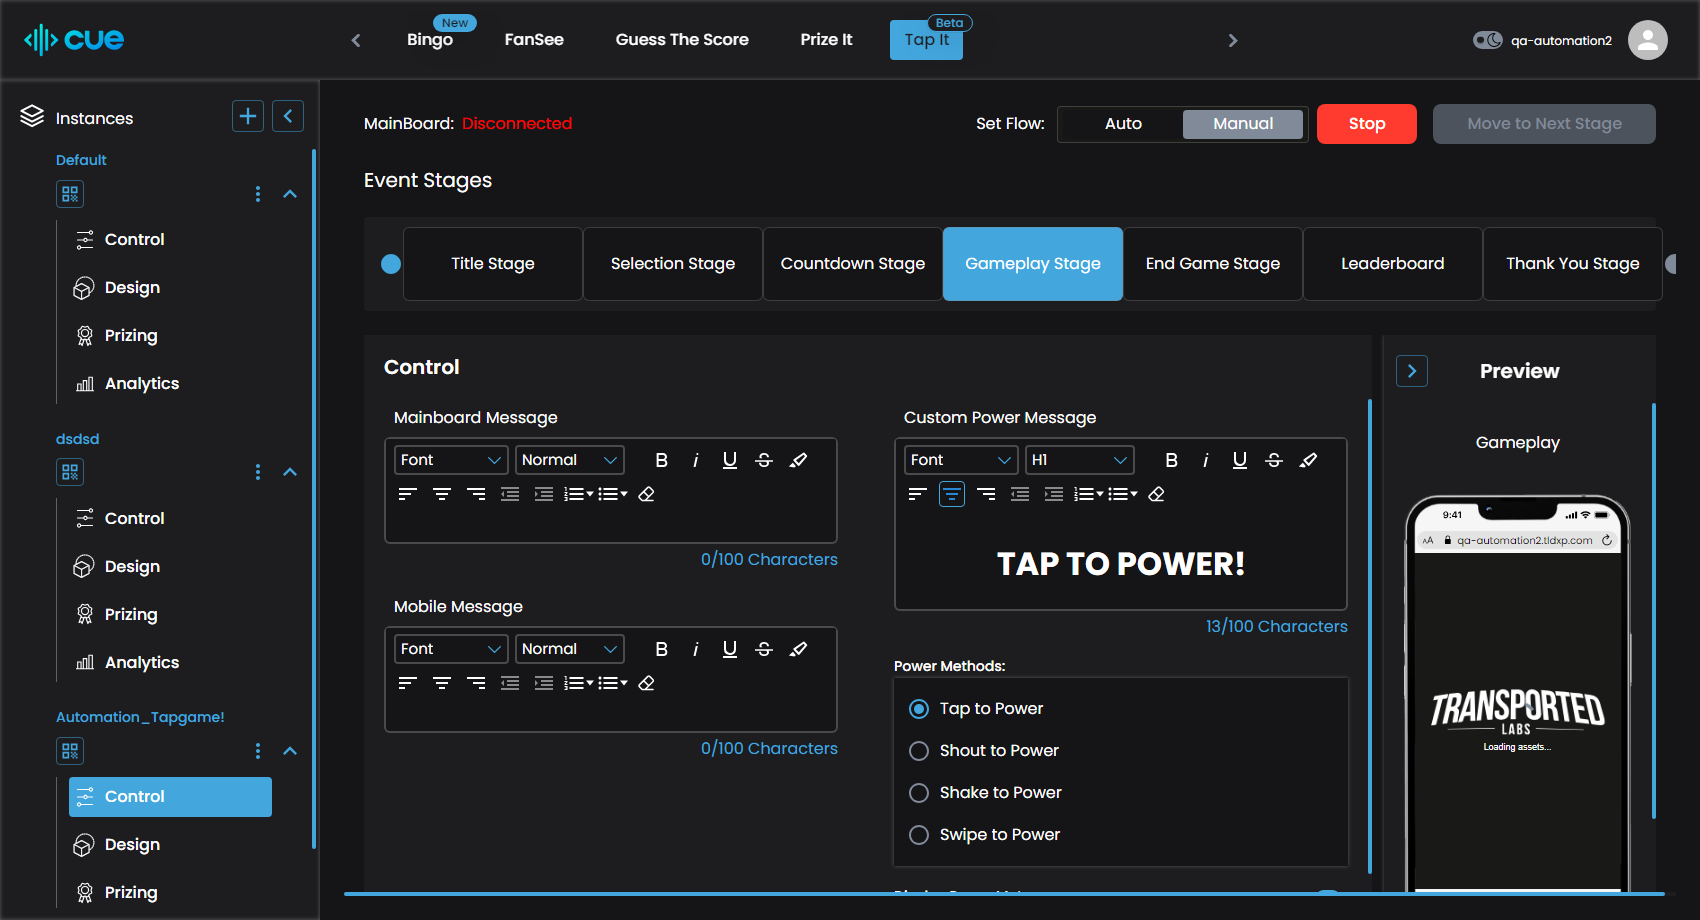 cue
New
Bingo
FanSee
Guess The Score
Prize It
Beta
Tap It
qa-automation2
Instances
Default
Control
Design
Prizing
Analytics
dsdsd
Control
Design
Prizing
Analytics
Automation_Tapgame!
Control
Design
Prizing
MainBoard: Disconnected
Set Flow:
Auto
Manual
Stop
Move to Next Stage
Event Stages
Title Stage
Selection Stage
Countdown Stage
Gameplay Stage
End Game Stage
Leaderboard
Thank You Stage
Control
Mainboard Message
Font
Normal
B i U S
0/100 Characters
Mobile Message
Font
Normal
B i U S
0/100 Characters
Custom Power Message
Font
H1
B i U S
TAP TO POWER!
13/100 Characters
Power Methods:
Tap to Power
Shout to Power
Shake to Power
Swipe to Power
Preview
Gameplay
9:41
AA qa-automation2.tldxp.com
TRANSPORTED
LABS
Loading assets...